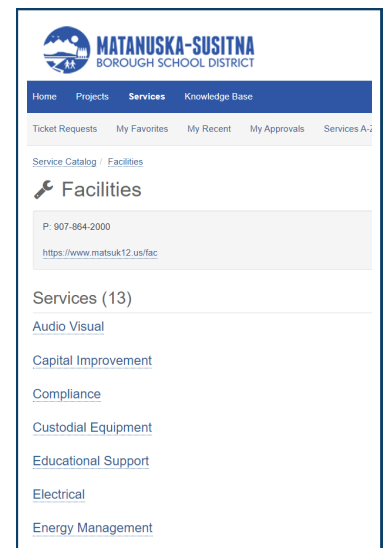 MATANUSKA-SUSITNA
BOROUGH SCHOOL DISTRICT
Home Projects Services Knowledge Base
Ticket Requests My Favorites My Recent My Approvals Services A-Z
Service Catalog / Facilities
Facilities
P: 907-864-2000
https://www.matsuk12.us/fac
Services (13)
Audio Visual
Capital Improvement
Compliance
Custodial Equipment
Educational Support
Electrical
Energy Management